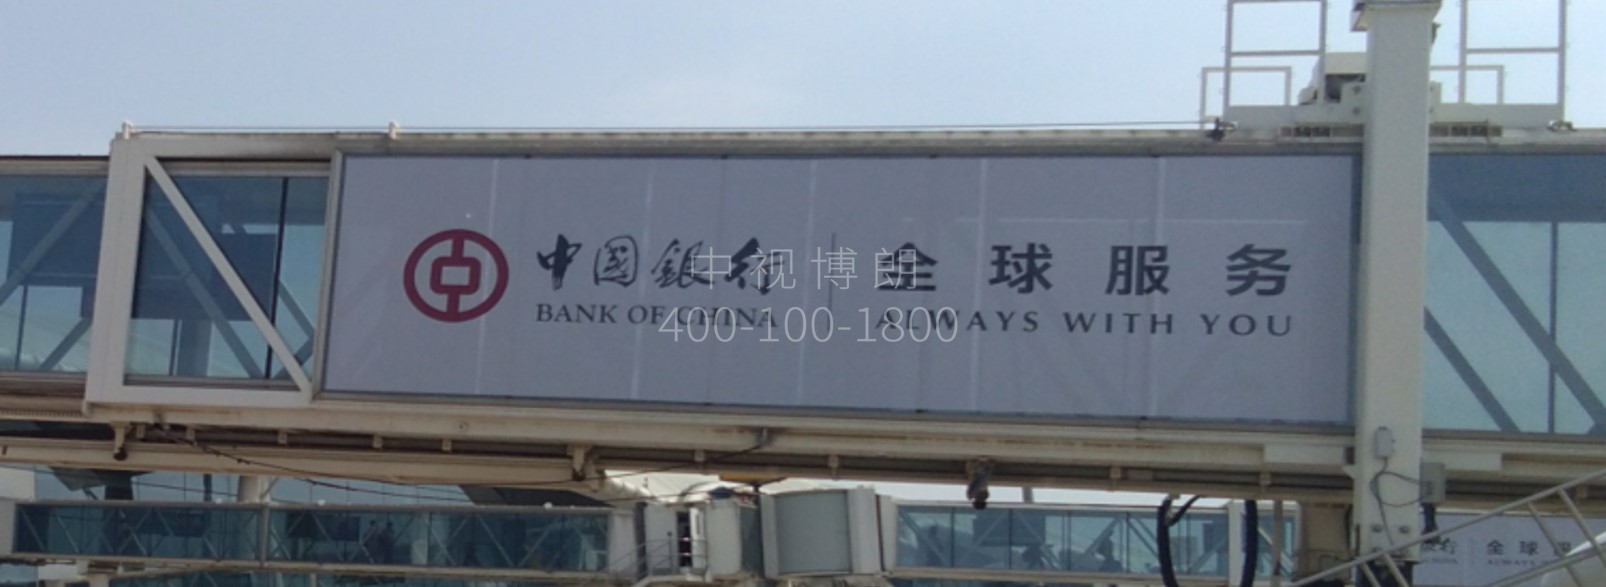 中国銀行 全球服务
BANK OF CHINA ALWAYS WITH YOU
中视博朗
400-100-1800
全球服